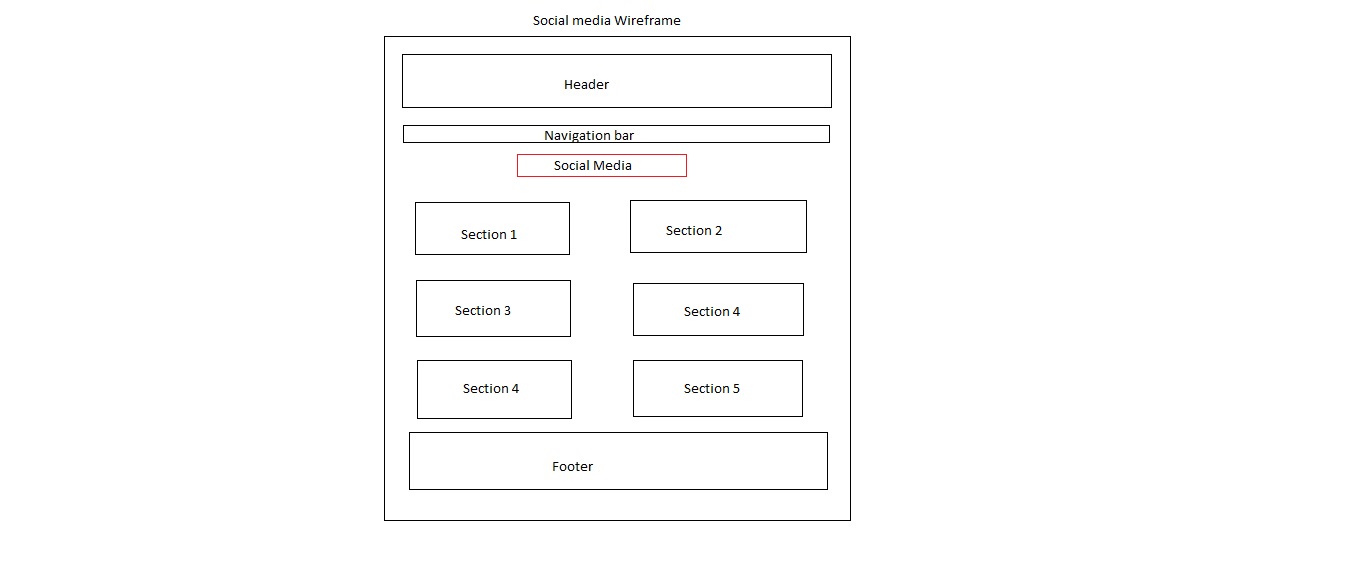 Social media Wireframe
Header
Navigation bar
Social Media
Section 1
Section 2
Section 3
Section 4
Section 4
Section 5
Footer